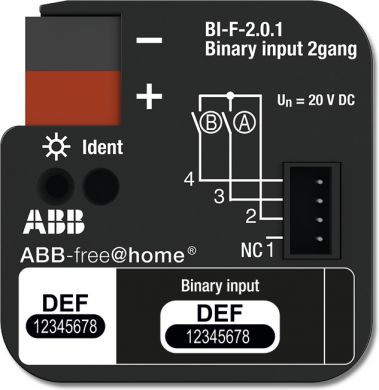 BI-F-2.0.1
Binary input 2gang
−
+
Un = 20 V DC
B A
Ident
4
3
2
NC 1
ABB
ABB-free@home®
Binary input
DEF
12345678
DEF
12345678